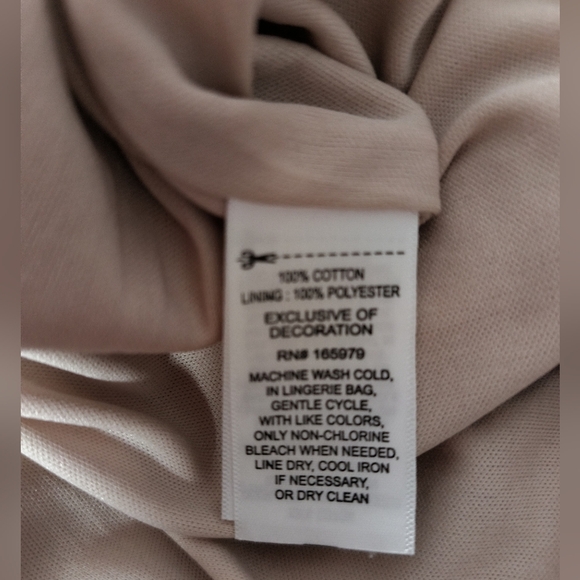 100% COTTON
LINING : 100% POLYESTER
EXCLUSIVE OF
DECORATION
RN# 165979
MACHINE WASH COLD,
IN LINGERIE BAG,
GENTLE CYCLE,
WITH LIKE COLORS,
ONLY NON-CHLORINE
BLEACH WHEN NEEDED,
LINE DRY, COOL IRON
IF NECESSARY,
OR DRY CLEAN